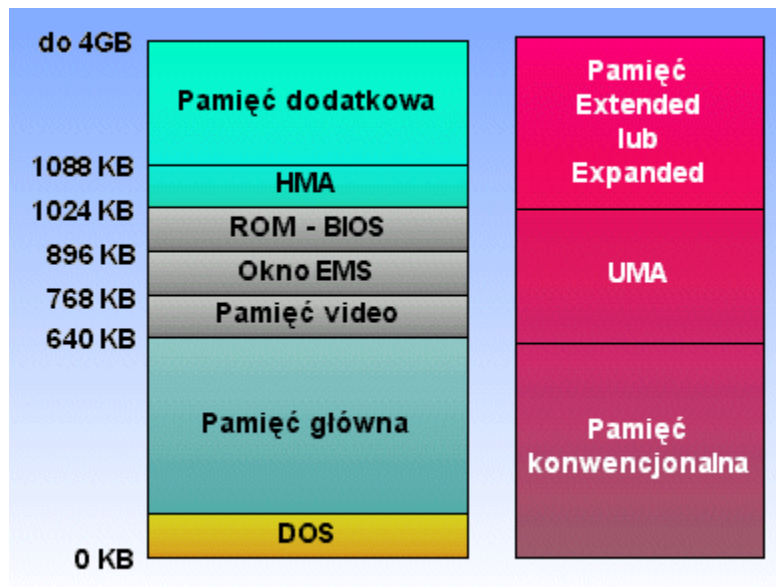 do 4GB
Pamięć dodatkowa
1088 KB
HMA
1024 KB
ROM - BIOS
896 KB
Okno EMS
768 KB
Pamięć video
640 KB
Pamięć główna
DOS
0 KB
Pamięć
Extended
lub
Expanded
UMA
Pamięć
konwencjonalna